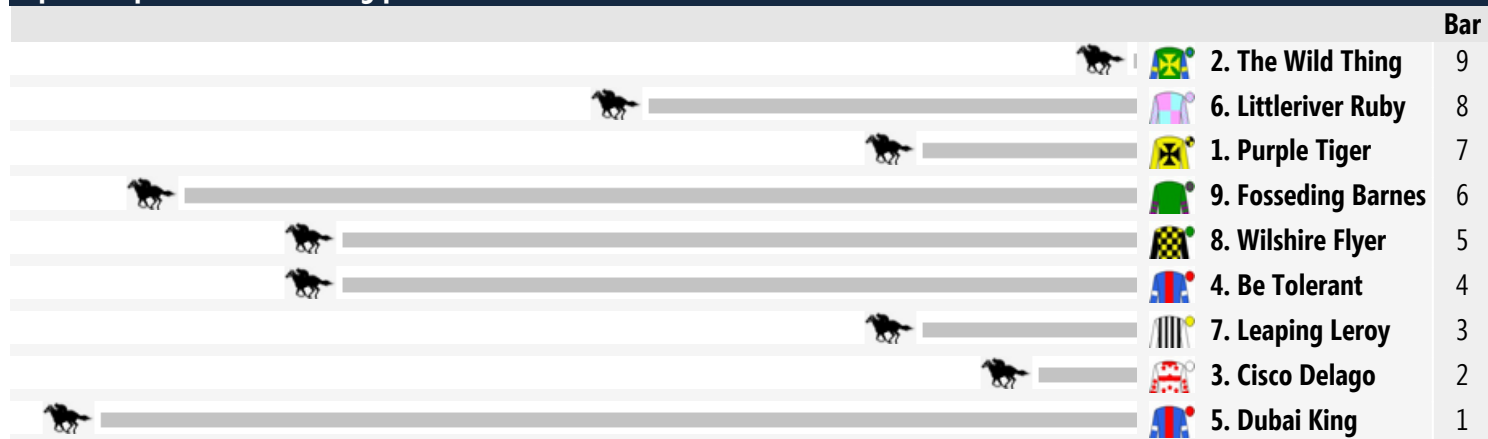 Bar
2. The Wild Thing 9
6. Littleriver Ruby 8
1. Purple Tiger 7
9. Fosseding Barnes 6
8. Wilshire Flyer 5
4. Be Tolerant 4
7. Leaping Leroy 3
3. Cisco Delago 2
5. Dubai King 1